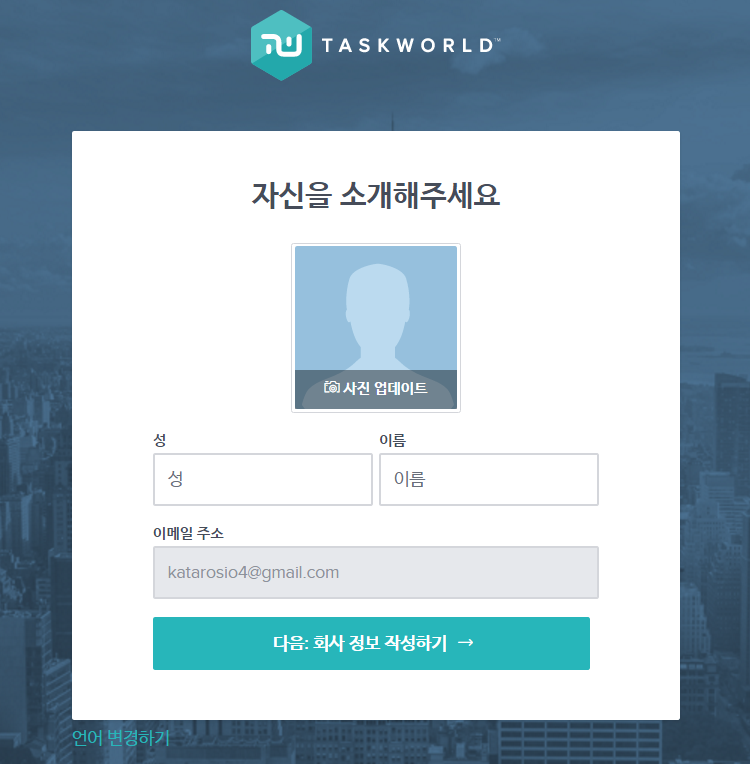 TASKWORLD™
자신을 소개해주세요
사진 업데이트
성 이름
성 이름
이메일 주소
katarosio4@gmail.com
다음: 회사 정보 작성하기 →
언어 변경하기